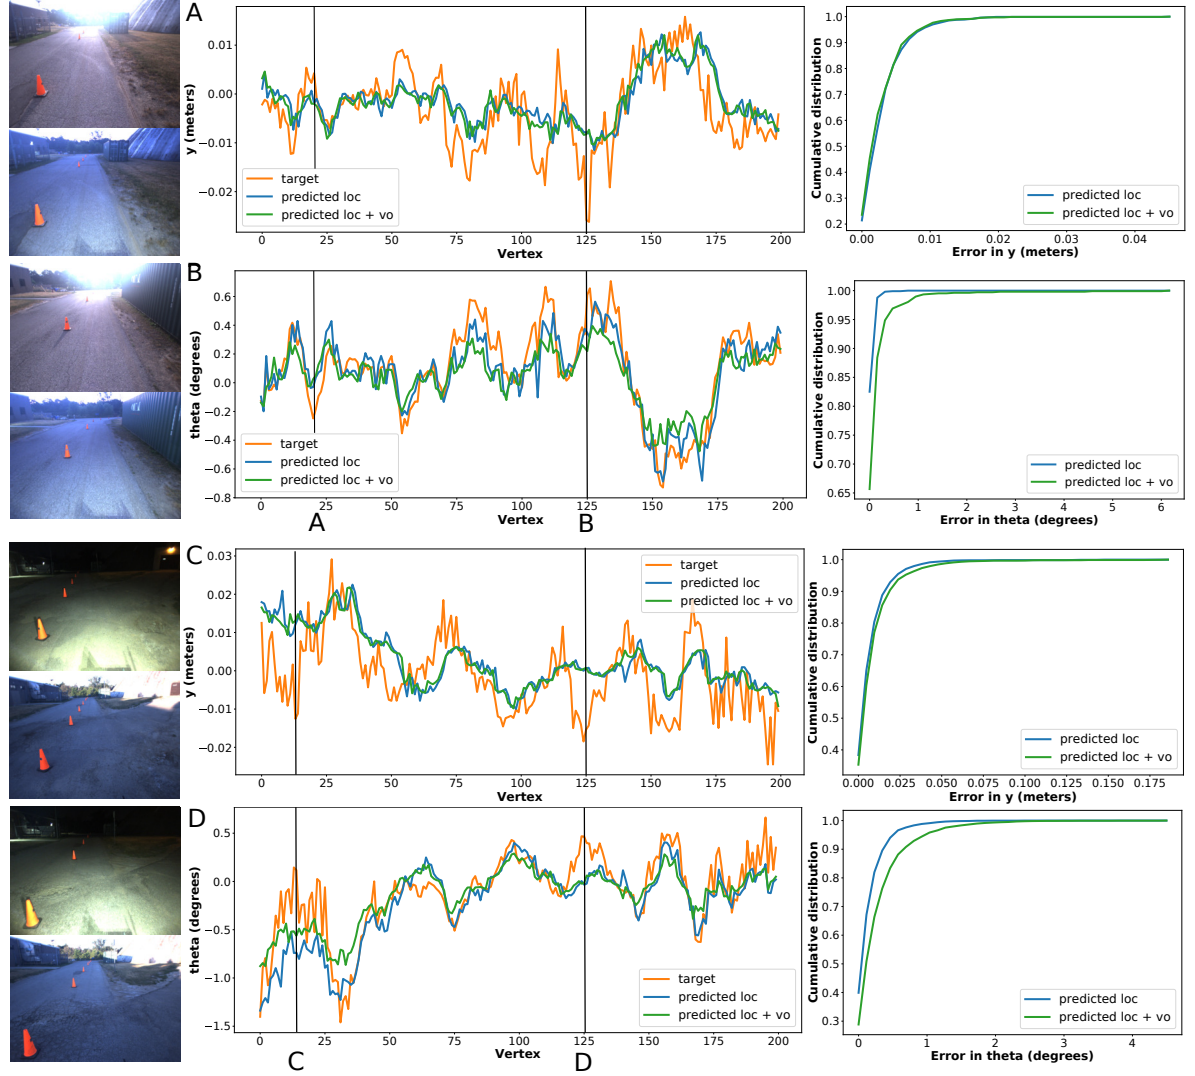 A
0.01
0.00
−0.01
−0.02
y (meters)
target
predicted loc
predicted loc + vo
0 25 50 75 100 125 150 175 200
Vertex
1.0
0.9
0.8
0.7
0.6
0.5
0.4
0.3
0.2
Cumulative distribution
predicted loc
predicted loc + vo
0.00 0.01 0.02 0.03 0.04
Error in y (meters)
B
0.6
0.4
0.2
0.0
−0.2
−0.4
−0.6
−0.8
theta (degrees)
target
predicted loc
predicted loc + vo
0 25 50 75 100 125 150 175 200
Vertex
A B
1.00
0.95
0.90
0.85
0.80
0.75
0.70
0.65
Cumulative distribution
predicted loc
predicted loc + vo
0 1 2 3 4 5 6
Error in theta (degrees)
C
0.03
0.02
0.01
0.00
−0.01
−0.02
y (meters)
target
predicted loc
predicted loc + vo
0 25 50 75 100 125 150 175 200
Vertex
1.0
0.9
0.8
0.7
0.6
0.5
0.4
Cumulative distribution
predicted loc
predicted loc + vo
0.000 0.025 0.050 0.075 0.100 0.125 0.150 0.175
Error in y (meters)
D
0.5
0.0
−0.5
−1.0
−1.5
theta (degrees)
target
predicted loc
predicted loc + vo
0 25 50 75 100 125 150 175 200
Vertex
C D
1.0
0.9
0.8
0.7
0.6
0.5
0.4
0.3
Cumulative distribution
predicted loc
predicted loc + vo
0 1 2 3 4
Error in theta (degrees)